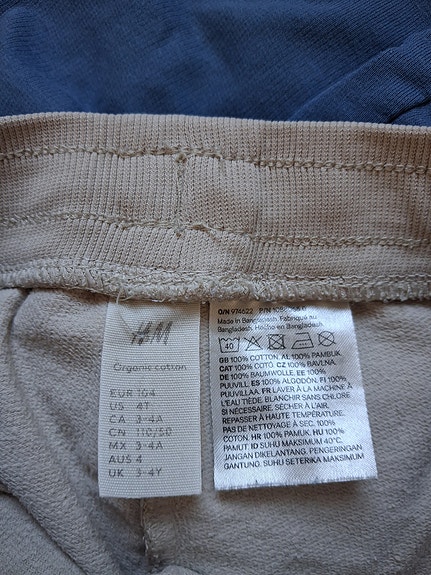 H&M
Organic cotton
EUR 104
US 4T
CA 3-4A
CN 110/56
MX 3-4A
AUS 4
UK 3-4Y
O/N 974622 P/N
Made in Bangladesh. Fabriqué au
Bangladesh. Hecho en Bangladesh.
40
GB 100% COTTON. AL 100% PAMBUK.
CAT 100% COTÓ. CZ 100% BAVLNA.
DE 100% BAUMWOLLE. EE 100%
PUUVILL. ES 100% ALGODÓN. FI 100%
PUUVILLAA. FR LAVER À LA MACHINE À
L'EAU TIÈDE. BLANCHIR SANS CHLORE
SI NÉCESSAIRE. SÉCHER À L'AIR.
REPASSER À HAUTE TEMPÉRATURE.
PAS DE NETTOYAGE À SEC. 100%
COTON. HR 100% PAMUK. HU 100%
PAMUT. ID SUHU MAKSIMUM 40°C.
JANGAN DIKELANTANG. PENGERINGAN
GANTUNG. SUHU SETERIKA MAKSIMUM